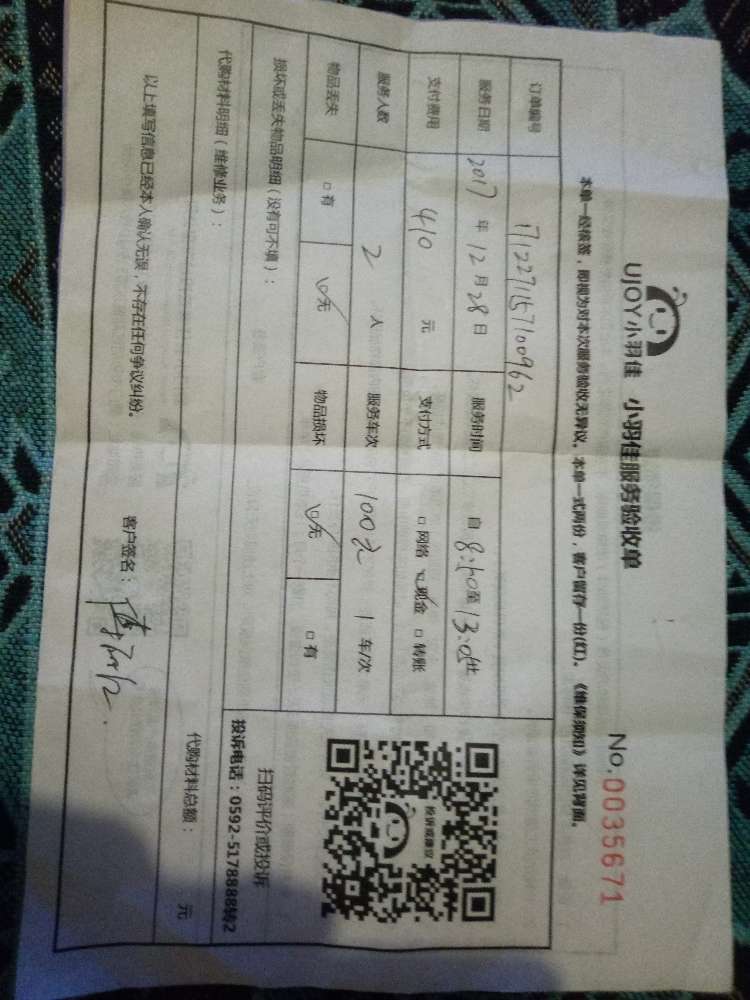 UJOY小羽佳 小羽佳服务验收单
No.0035671
本单一经核签，即视为对本次服务验收无异议。本单一式两份，客户留存一份(红)。《维保须知》详见背面。
订单编号
服务日期 2017 年 12 月 28 日 服务时间 自 8:40 至 13:05
支付费用 410 元 支付方式 □网络 ☑现金 □转账
服务人数 2 人 服务车次 100元 1 车/次
物品丢失 □有 ☑无 物品损坏 ☑无 □有
损坏或丢失物品明细（没有可不填）：
投诉或建议
扫码评价或投诉
投诉电话：0592-5178888转2
代购材料明细（维修业务）：
代购材料总额： 元
以上填写信息已经本人确认无误，不存在任何争议纠纷。
客户签名：